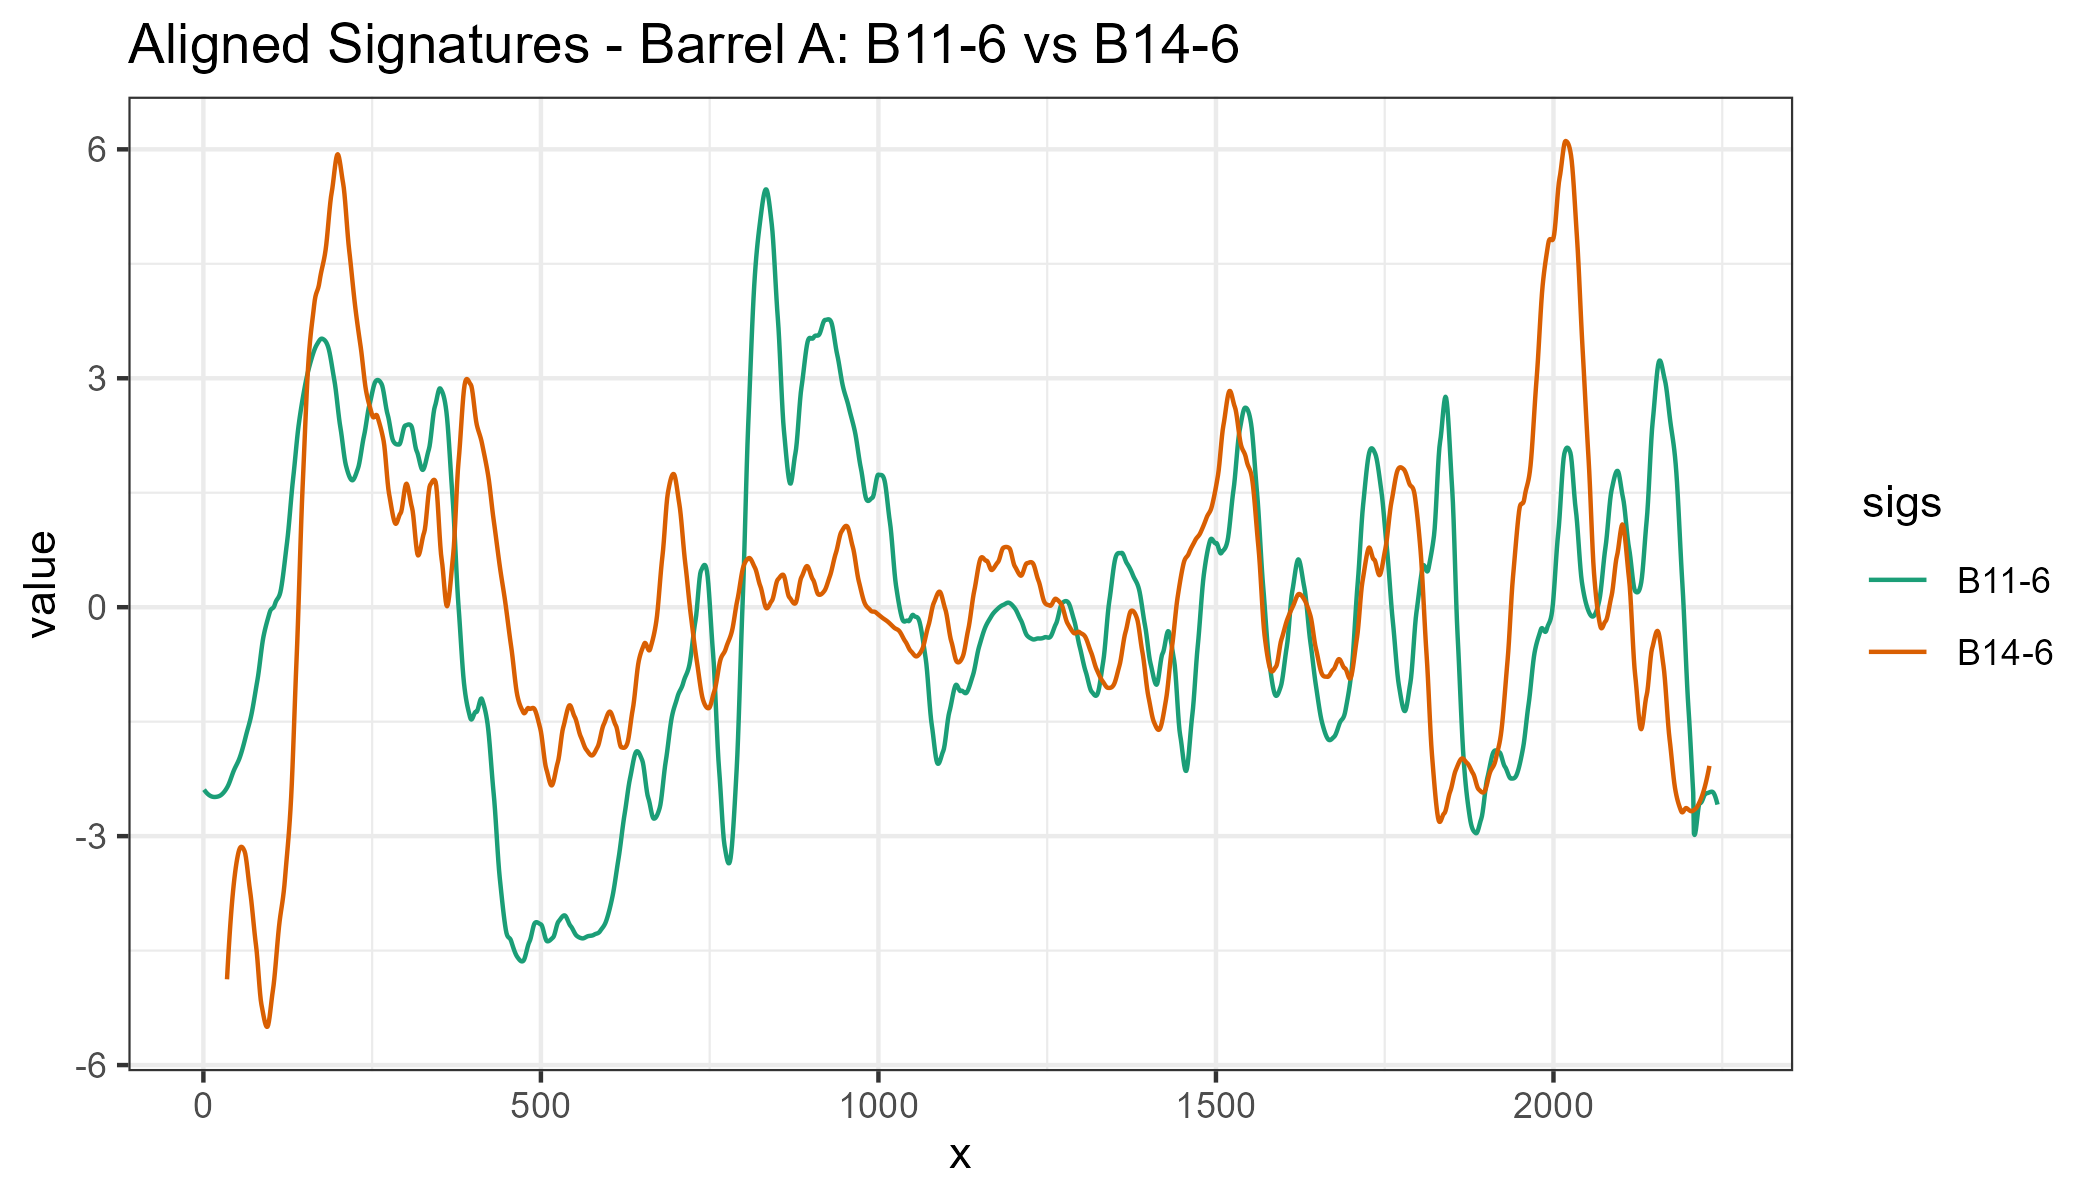 Aligned Signatures - Barrel A: B11-6 vs B14-6
value
6
3
0
-3
-6
0 500 1000 1500 2000
x
sigs
B11-6
B14-6